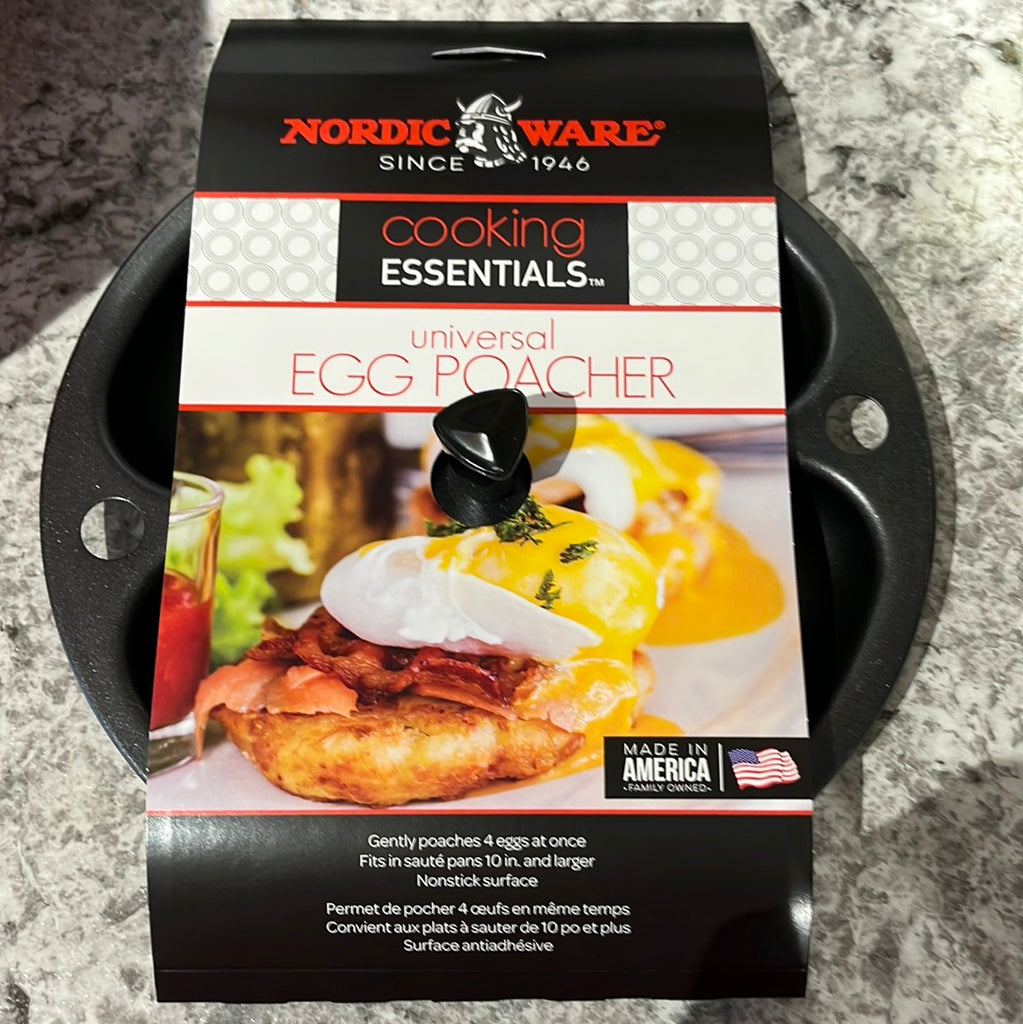 NORDIC WARE®
SINCE 1946
cooking
ESSENTIALS™
universal
EGG POACHER
MADE IN
AMERICA
-FAMILY OWNED-
Gently poaches 4 eggs at once
Fits in sauté pans 10 in. and larger
Nonstick surface
Permet de pocher 4 œufs en même temps
Convient aux plats à sauter de 10 po et plus
Surface antiadhésive